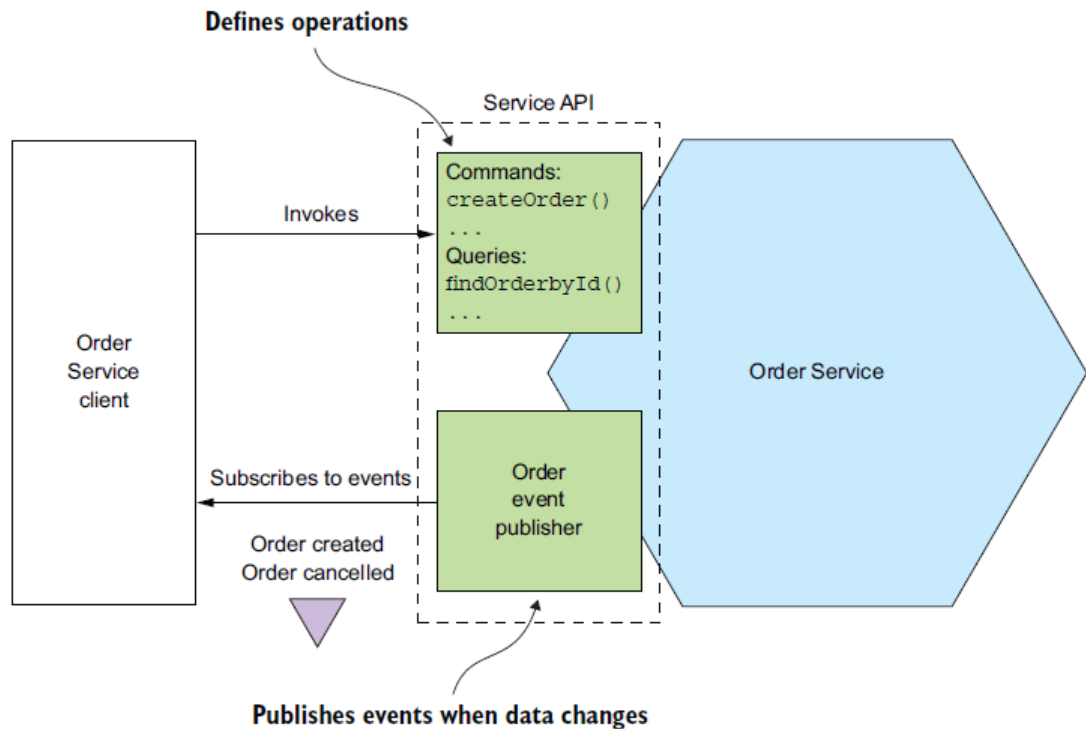 Defines operations
Service API
Commands:
createOrder()
...
Queries:
findOrderbyId()
...
Invokes
Order
Service
client
Order Service
Subscribes to events
Order
event
publisher
Order created
Order cancelled
Publishes events when data changes